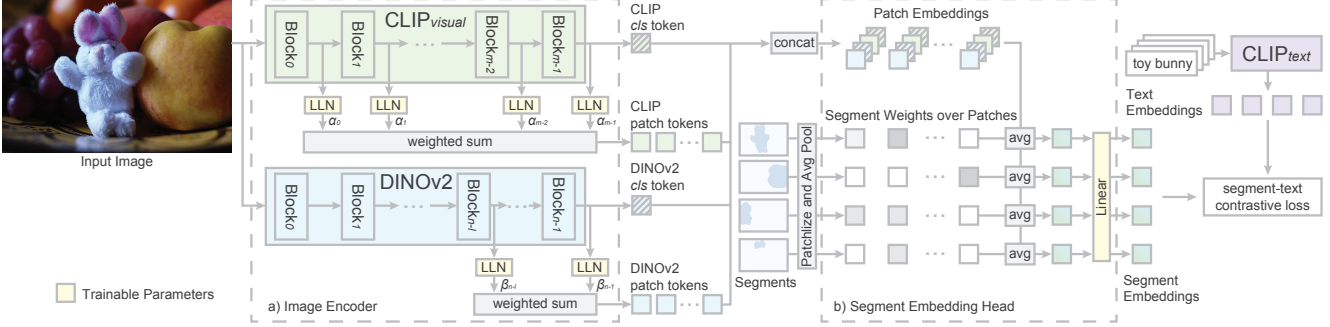 Input Image
Trainable Parameters
CLIPvisual
Block0
Block1
...
Blockm-2
Blockm-1
LLN
LLN
LLN
LLN
α0
α1
αm-2
αm-1
weighted sum
DINOv2
Block0
Block1
...
Blockn-l
...
Blockn-1
LLN
LLN
βn-l
βn-1
weighted sum
a) Image Encoder
CLIP
cls token
CLIP
patch tokens
...
DINOv2
cls token
DINOv2
patch tokens
...
Segments
Patchlize and Avg Pool
concat
Patch Embeddings
...
Segment Weights over Patches
...
...
...
...
avg
avg
avg
avg
Linear
b) Segment Embedding Head
Segment
Embeddings
toy bunny
CLIPtext
Text
Embeddings
segment-text
contrastive loss